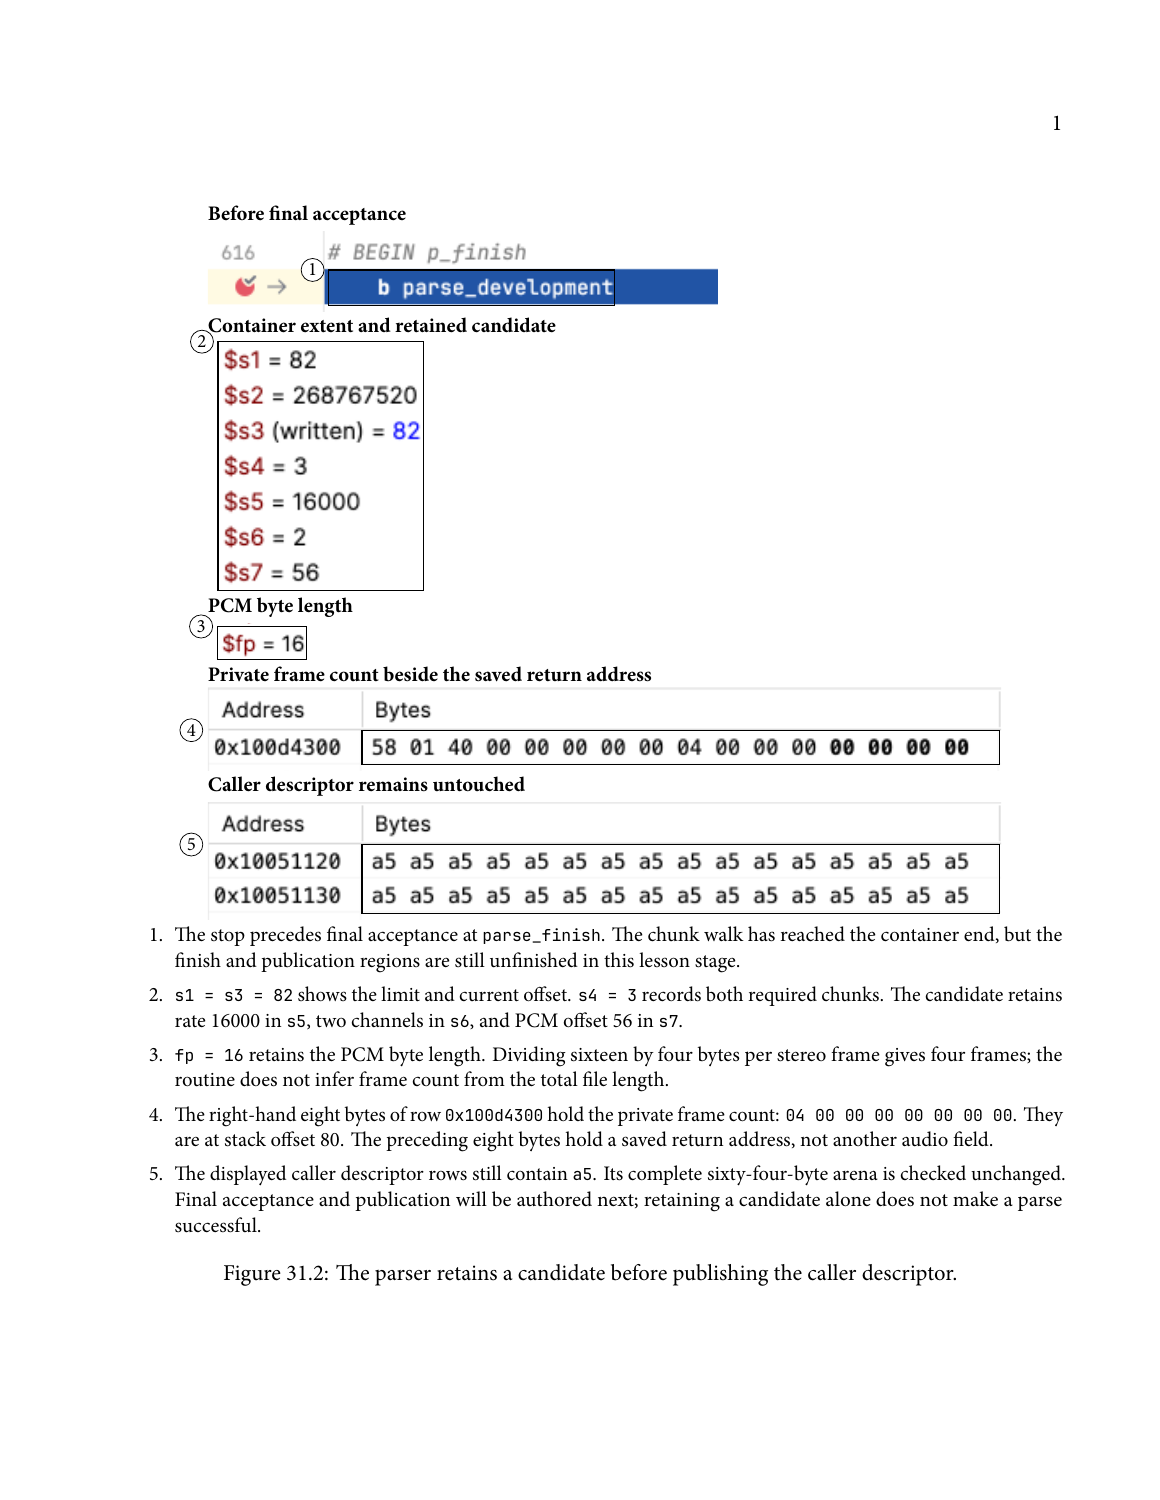 1
Before final acceptance
616 # BEGIN p_finish
1 b parse_development
Container extent and retained candidate
2
$s1 = 82
$s2 = 268767520
$s3 (written) = 82
$s4 = 3
$s5 = 16000
$s6 = 2
$s7 = 56
PCM byte length
3
$fp = 16
Private frame count beside the saved return address
Address Bytes
4
0x100d4300 58 01 40 00 00 00 00 00 04 00 00 00 00 00 00 00
Caller descriptor remains untouched
Address Bytes
5
0x10051120 a5 a5 a5 a5 a5 a5 a5 a5 a5 a5 a5 a5 a5 a5 a5 a5
0x10051130 a5 a5 a5 a5 a5 a5 a5 a5 a5 a5 a5 a5 a5 a5 a5 a5
1. The stop precedes final acceptance at parse_finish. The chunk walk has reached the container end, but the
finish and publication regions are still unfinished in this lesson stage.
2. s1 = s3 = 82 shows the limit and current offset. s4 = 3 records both required chunks. The candidate retains
rate 16000 in s5, two channels in s6, and PCM offset 56 in s7.
3. fp = 16 retains the PCM byte length. Dividing sixteen by four bytes per stereo frame gives four frames; the
routine does not infer frame count from the total file length.
4. The right-hand eight bytes of row 0x100d4300 hold the private frame count: 04 00 00 00 00 00 00 00. They
are at stack offset 80. The preceding eight bytes hold a saved return address, not another audio field.
5. The displayed caller descriptor rows still contain a5. Its complete sixty-four-byte arena is checked unchanged.
Final acceptance and publication will be authored next; retaining a candidate alone does not make a parse
successful.
Figure 31.2: The parser retains a candidate before publishing the caller descriptor.